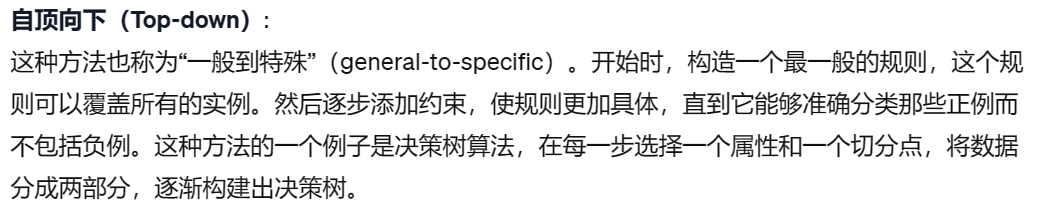 自顶向下（Top-down）:
这种方法也称为“一般到特殊”（general-to-specific）。开始时，构造一个最一般的规则，这个规
则可以覆盖所有的实例。然后逐步添加约束，使规则更加具体，直到它能够准确分类那些正例而
不包括负例。这种方法的一个例子是决策树算法，在每一步选择一个属性和一个切分点，将数据
分成两部分，逐渐构建出决策树。